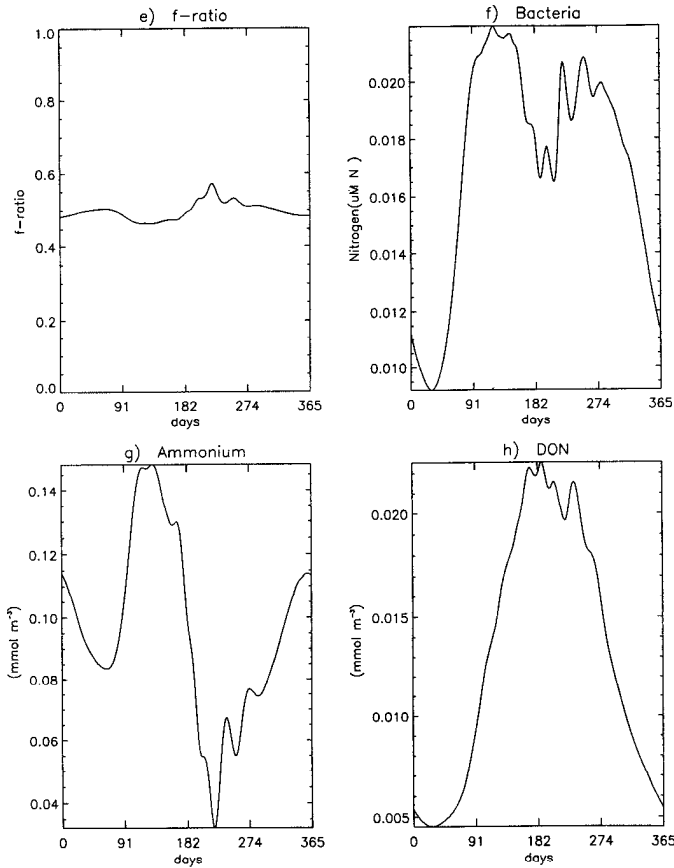 e) f-ratio
1.0
0.8
0.6
0.4
0.2
0.0
f-ratio
0 91 182 274 365
days
f) Bacteria
0.020
0.018
0.016
0.014
0.012
0.010
Nitrogen(uM N)
0 91 182 274 365
days
g) Ammonium
0.14
0.12
0.10
0.08
0.06
0.04
(mmol m⁻³)
0 91 182 274 365
days
h) DON
0.020
0.015
0.010
0.005
(mmol m⁻³)
0 91 182 274 365
days